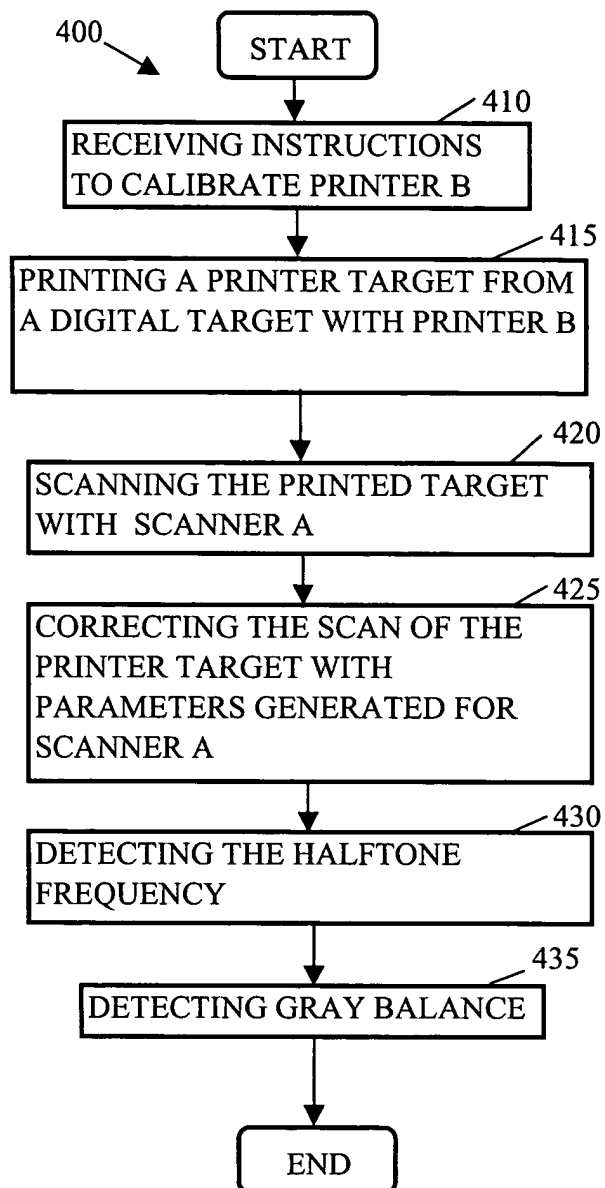 400
START
410
RECEIVING INSTRUCTIONS
TO CALIBRATE PRINTER B
415
PRINTING A PRINTER TARGET FROM
A DIGITAL TARGET WITH PRINTER B
420
SCANNING THE PRINTED TARGET
WITH SCANNER A
425
CORRECTING THE SCAN OF THE
PRINTER TARGET WITH
PARAMETERS GENERATED FOR
SCANNER A
430
DETECTING THE HALFTONE
FREQUENCY
435
DETECTING GRAY BALANCE
END